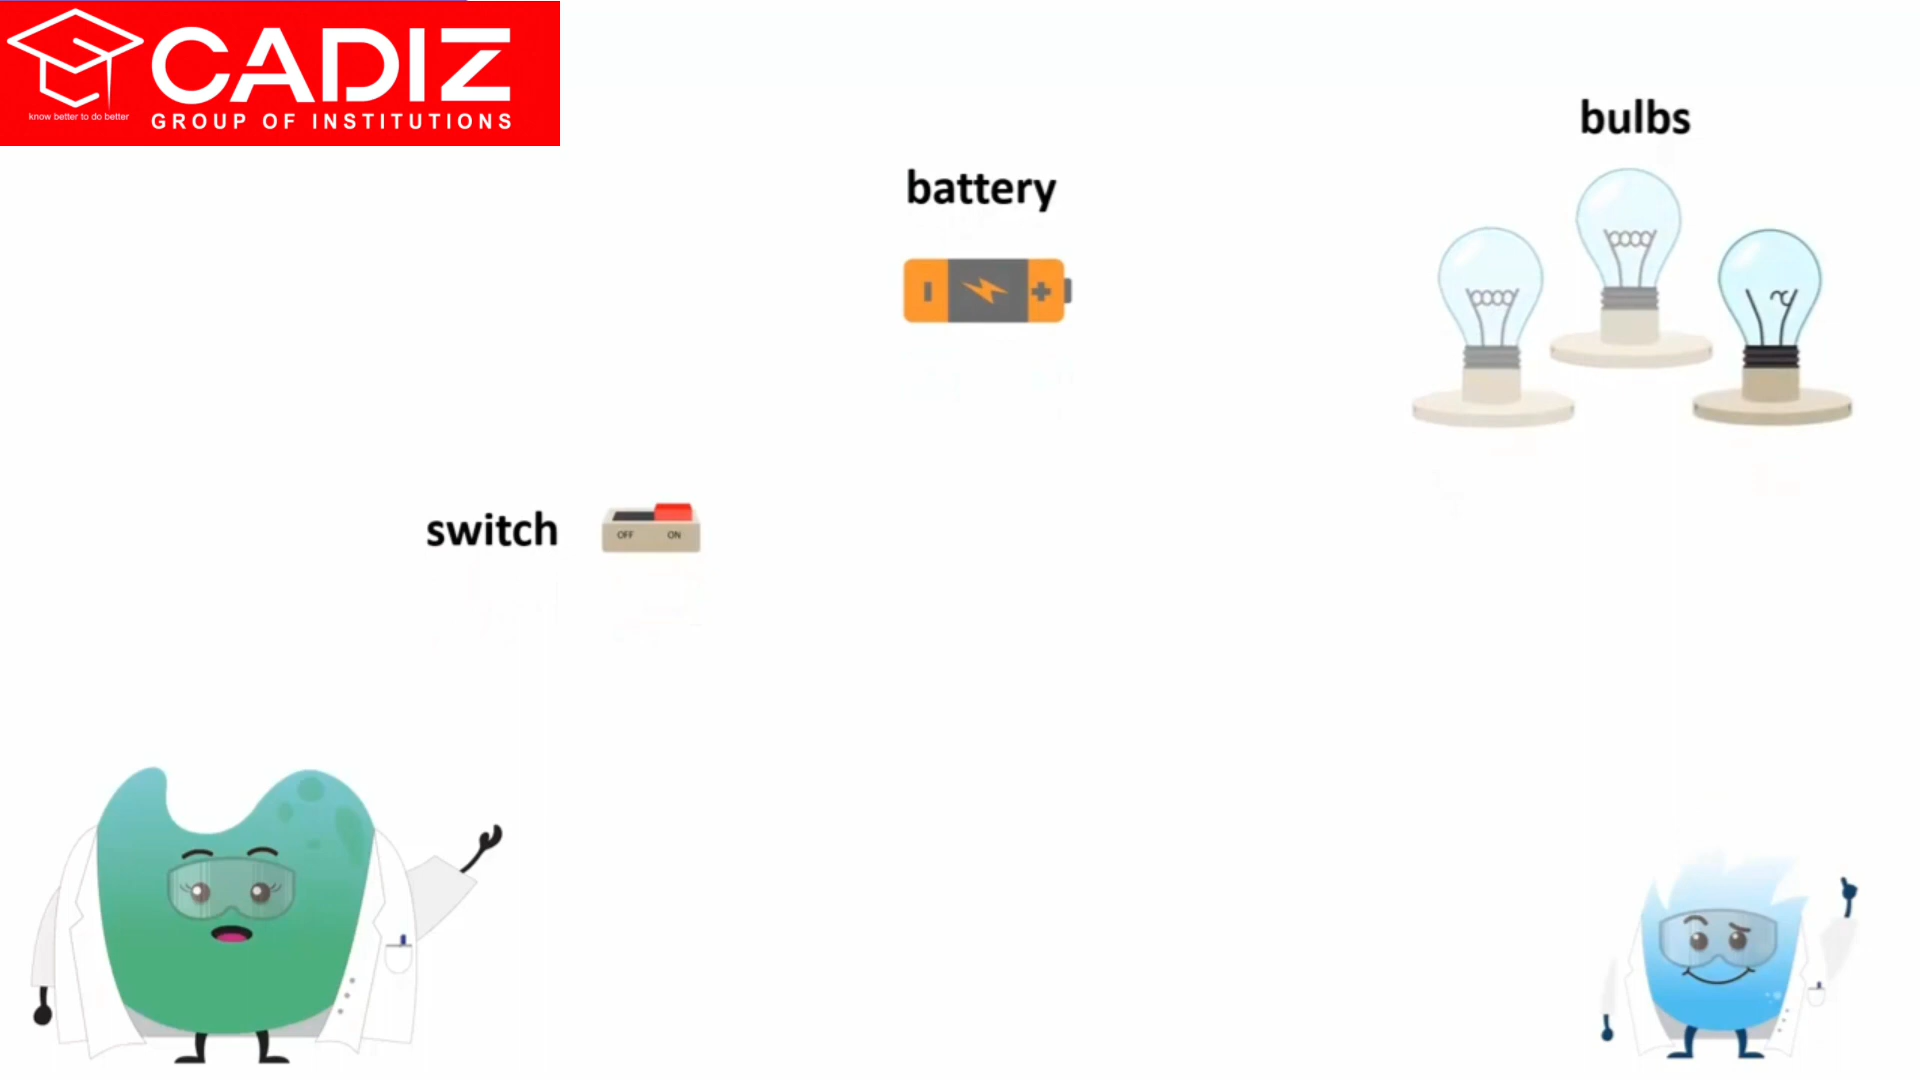 CADIZ
know better to do better
GROUP OF INSTITUTIONS
bulbs
battery
switch
OFF ON